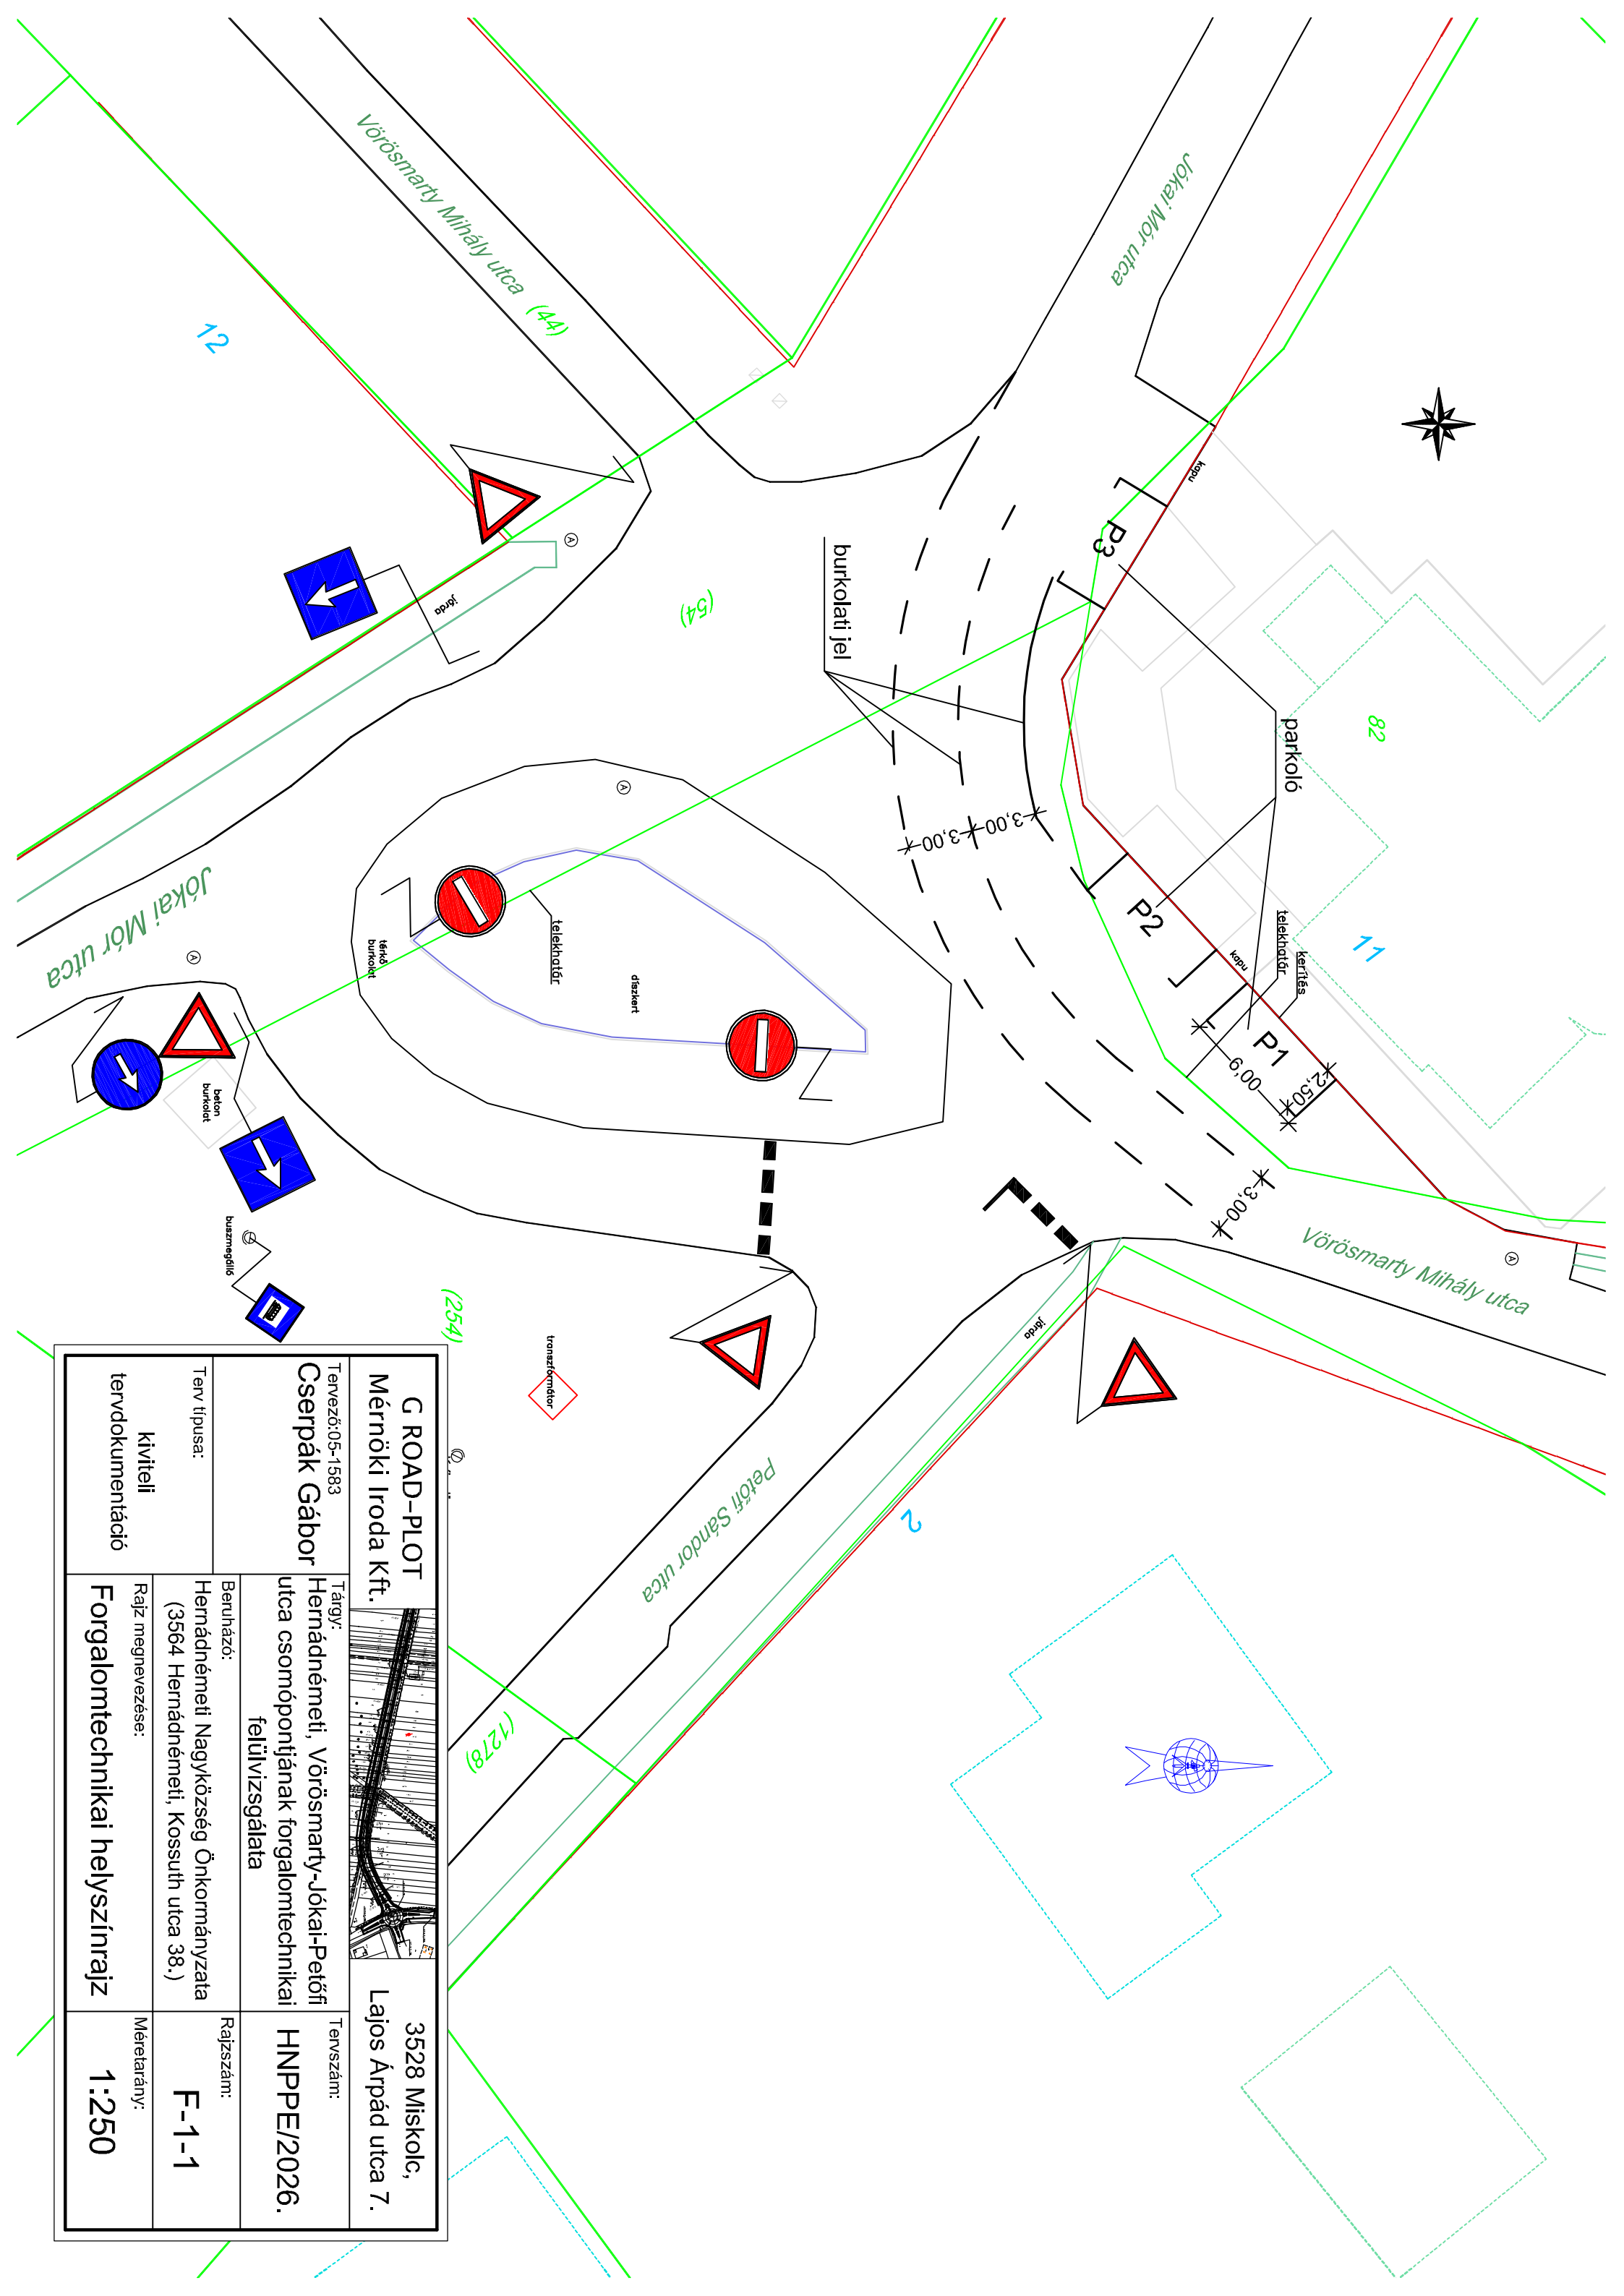 Vörösmarty Mihály utca
(44)
Jókai Mór utca
12
kapu
P3
járda
(54)
burkolati jel
parkoló
82
3,00
3,00
P2
telekhatár
kerítés
11
kapu
P1
6,00
2,50
3,00
Jókai Mór utca
telekhatár
térkő
burkolat
díszkert
beton
burkolat
buszmegálló
Vörösmarty Mihály utca
járda
(254)
transzformátor
Petőfi Sándor utca
2
(1278)
G ROAD-PLOT
Mérnöki Iroda Kft.
3528 Miskolc,
Lajos Árpád utca 7.
Tervező:05-1583
Cserpák Gábor
Tárgy:
Hernádnémeti, Vörösmarty-Jókai-Petőfi
utca csomópontjának forgalomtechnikai
felülvizsgálata
Tervszám:
HNPPE/2026.
Terv típusa:
kiviteli
tervdokumentáció
Beruházó:
Hernádnémeti Nagyközség Önkormányzata
(3564 Hernádnémeti, Kossuth utca 38.)
Rajzszám:
F-1-1
Rajz megnevezése:
Forgalomtechnikai helyszínrajz
Méretarány:
1:250